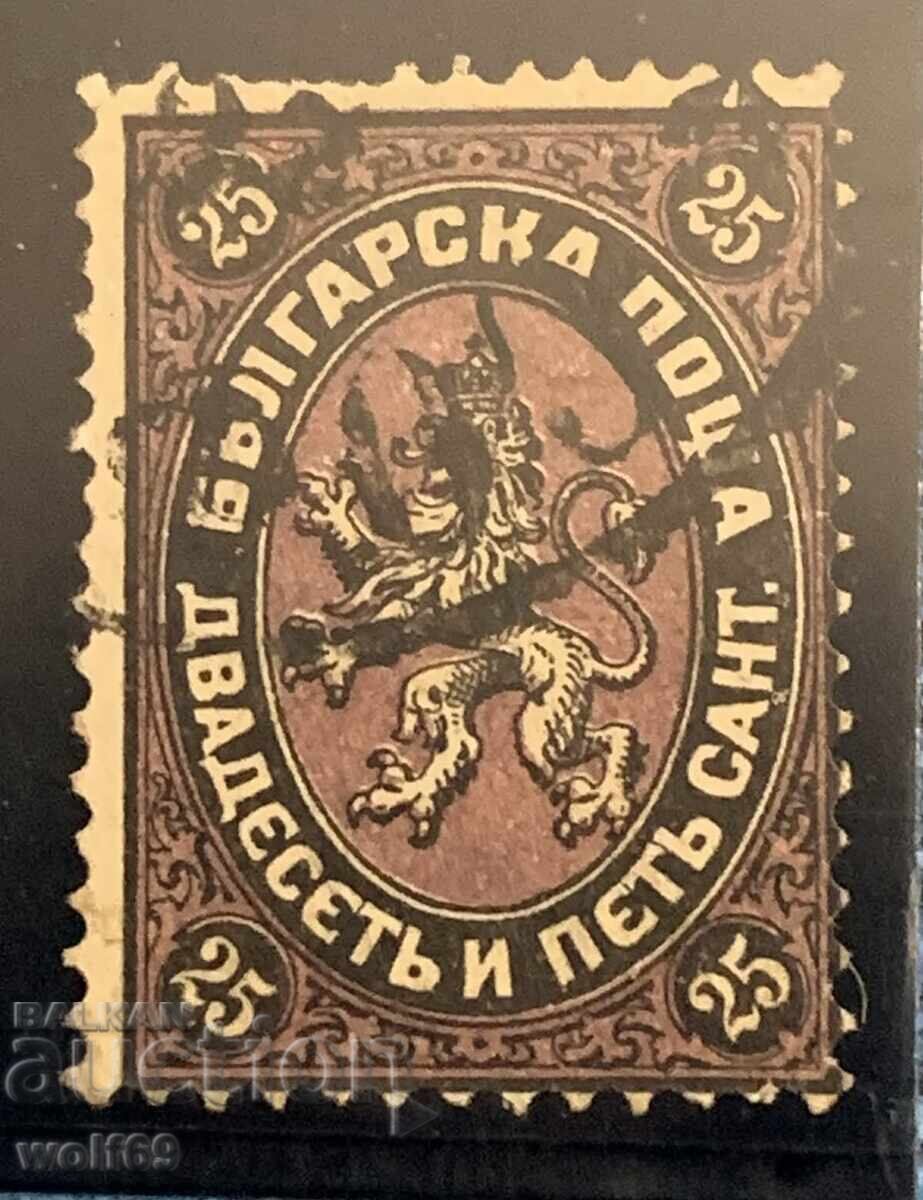 25 25
БЪЛГАРСКА ПОЩА
ДВАДЕСЕТЬ И ПЕТЬ САНТ.
25 25
BALKAN
auction
wolf69